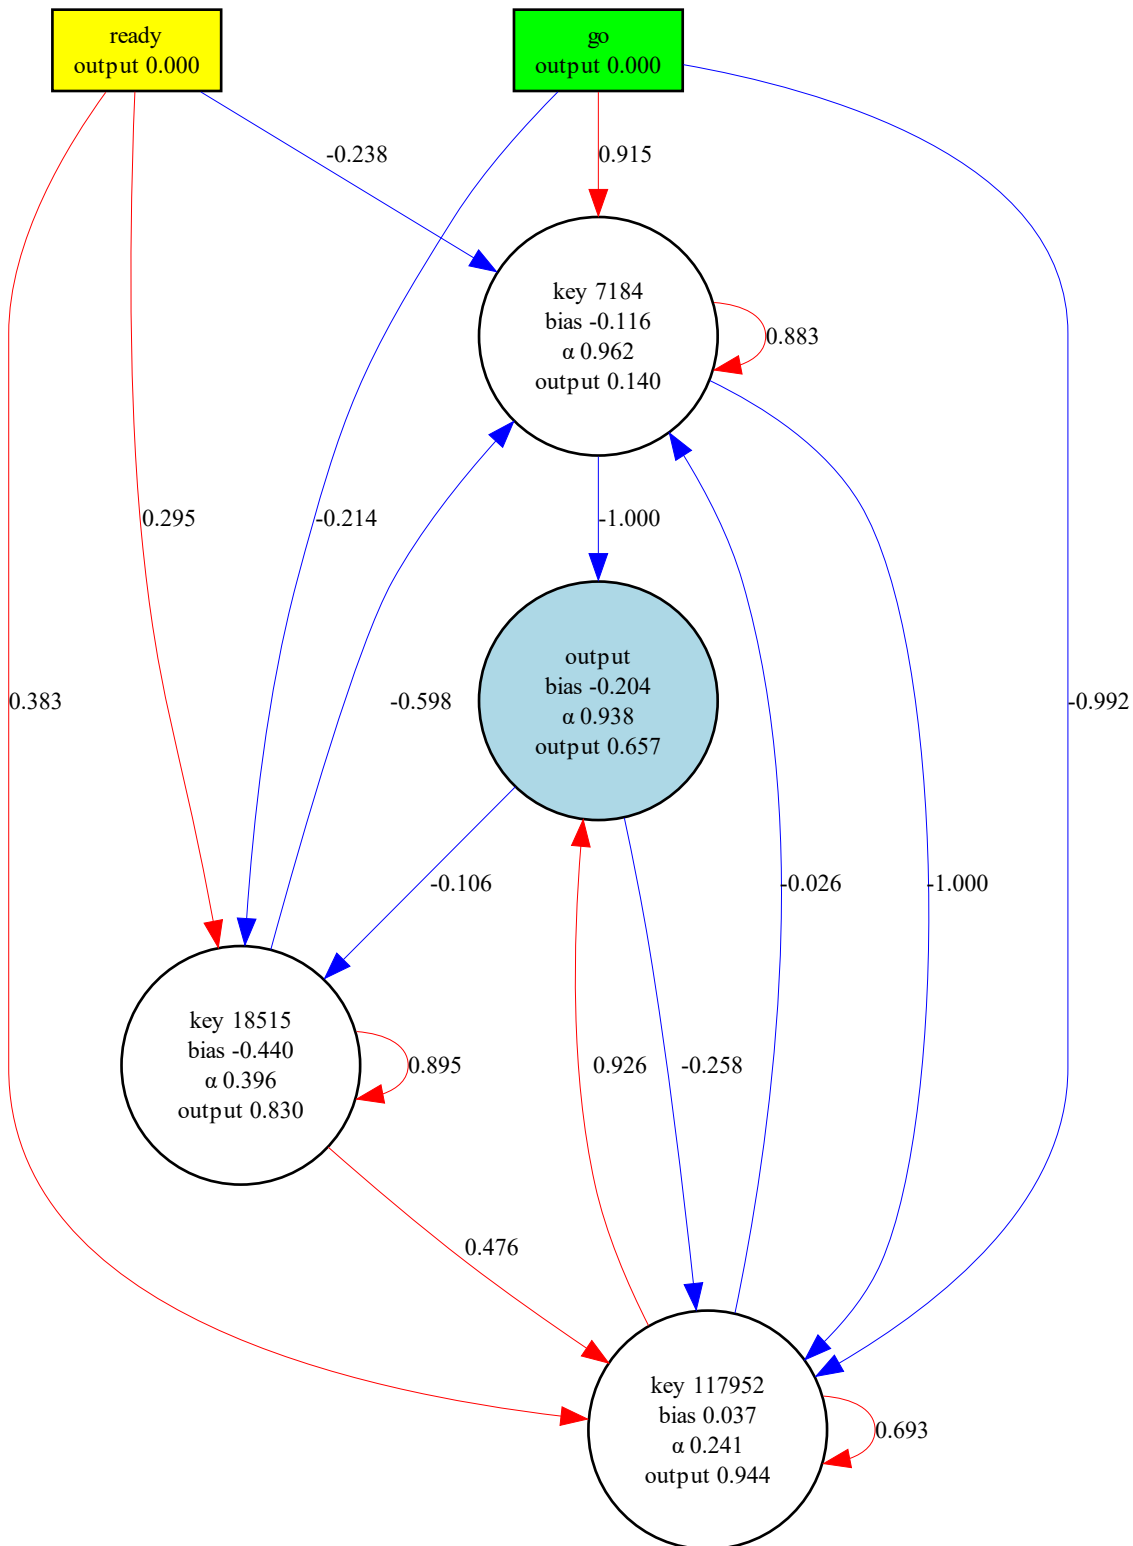 ready
output 0.000
go
output 0.000
-0.238
0.915
key 7184
bias -0.116
α 0.962
output 0.140
0.883
0.295
-0.214
-1.000
output
bias -0.204
α 0.938
output 0.657
0.383
-0.598
-0.992
-0.106
-0.026
-1.000
key 18515
bias -0.440
α 0.396
output 0.830
0.895
0.926
-0.258
0.476
key 117952
bias 0.037
α 0.241
output 0.944
0.693